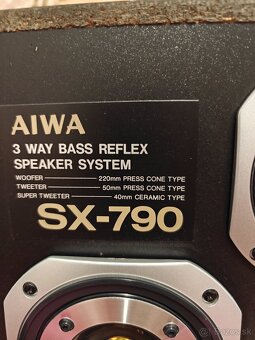 AIWA
3 WAY BASS REFLEX
SPEAKER SYSTEM
WOOFER 220mm PRESS CONE TYPE
TWEETER 50mm PRESS CONE TYPE
SUPER TWEETER 40mm CERAMIC TYPE
SX-790